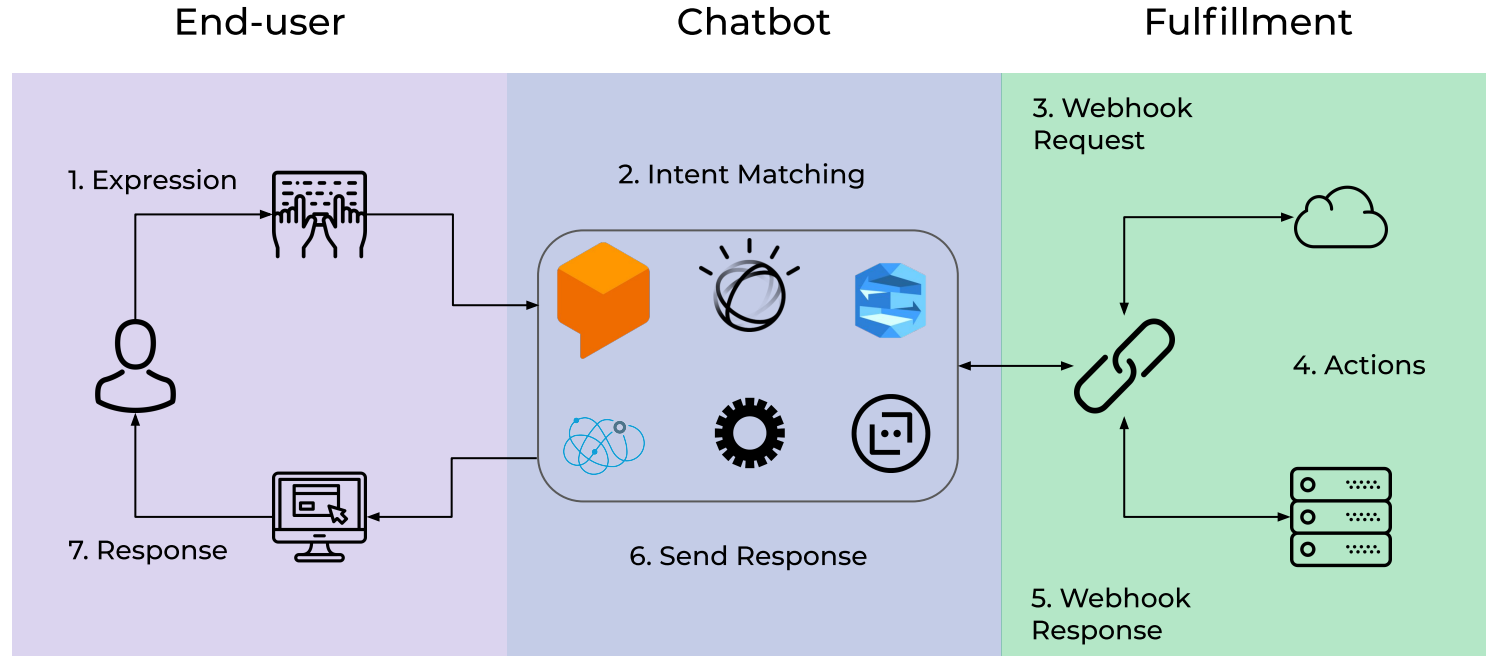 End-user
Chatbot
Fulfillment
1. Expression
2. Intent Matching
3. Webhook
Request
4. Actions
5. Webhook
Response
6. Send Response
7. Response